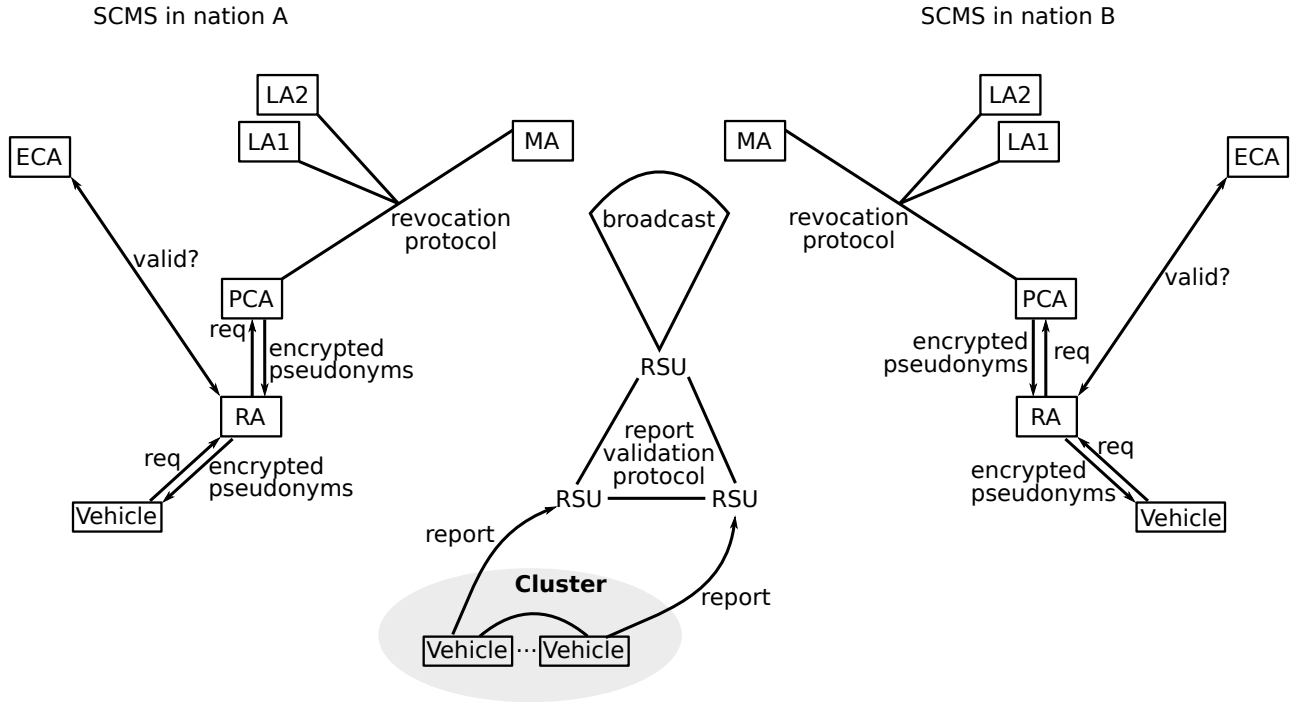 SCMS in nation A
SCMS in nation B
LA2
LA1
ECA
MA
revocation
protocol
valid?
PCA
req
encrypted
pseudonyms
RA
req
encrypted
pseudonyms
Vehicle
broadcast
RSU
report
validation
protocol
RSU
RSU
report
report
Cluster
Vehicle
...
Vehicle
LA2
LA1
MA
ECA
revocation
protocol
valid?
PCA
encrypted
pseudonyms
req
RA
req
encrypted
pseudonyms
Vehicle